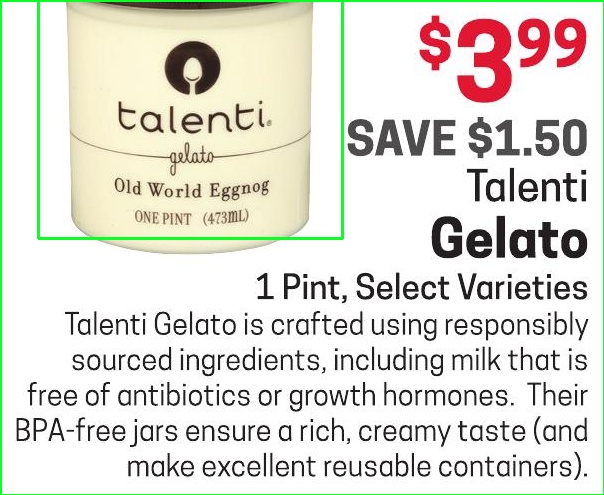 talenti
gelato
Old World Eggnog
ONE PINT (473mL)
$3.99
SAVE $1.50
Talenti
Gelato
1 Pint, Select Varieties
Talenti Gelato is crafted using responsibly
sourced ingredients, including milk that is
free of antibiotics or growth hormones. Their
BPA-free jars ensure a rich, creamy taste (and
make excellent reusable containers).